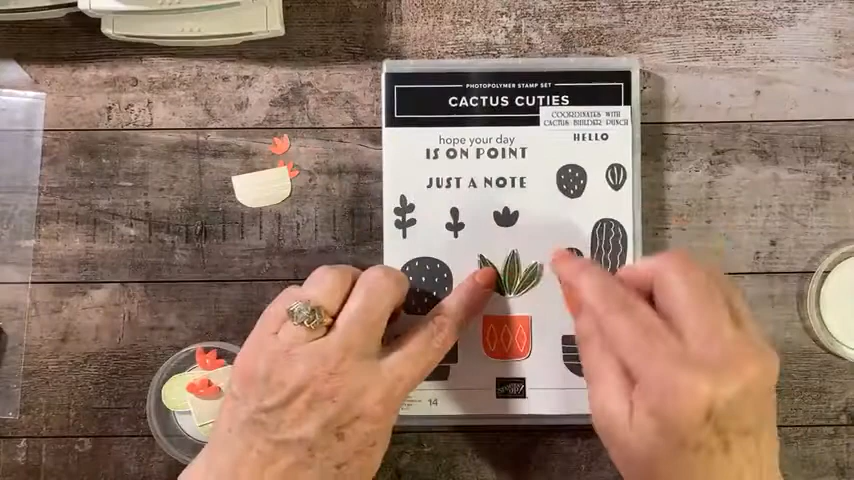 PHOTOPOLYMER STAMP SET
CACTUS CUTIES
COORDINATES WITH
CACTUS BUILDER PUNCH
HELLO
hope your day
IS ON POINT
JUST A NOTE
14